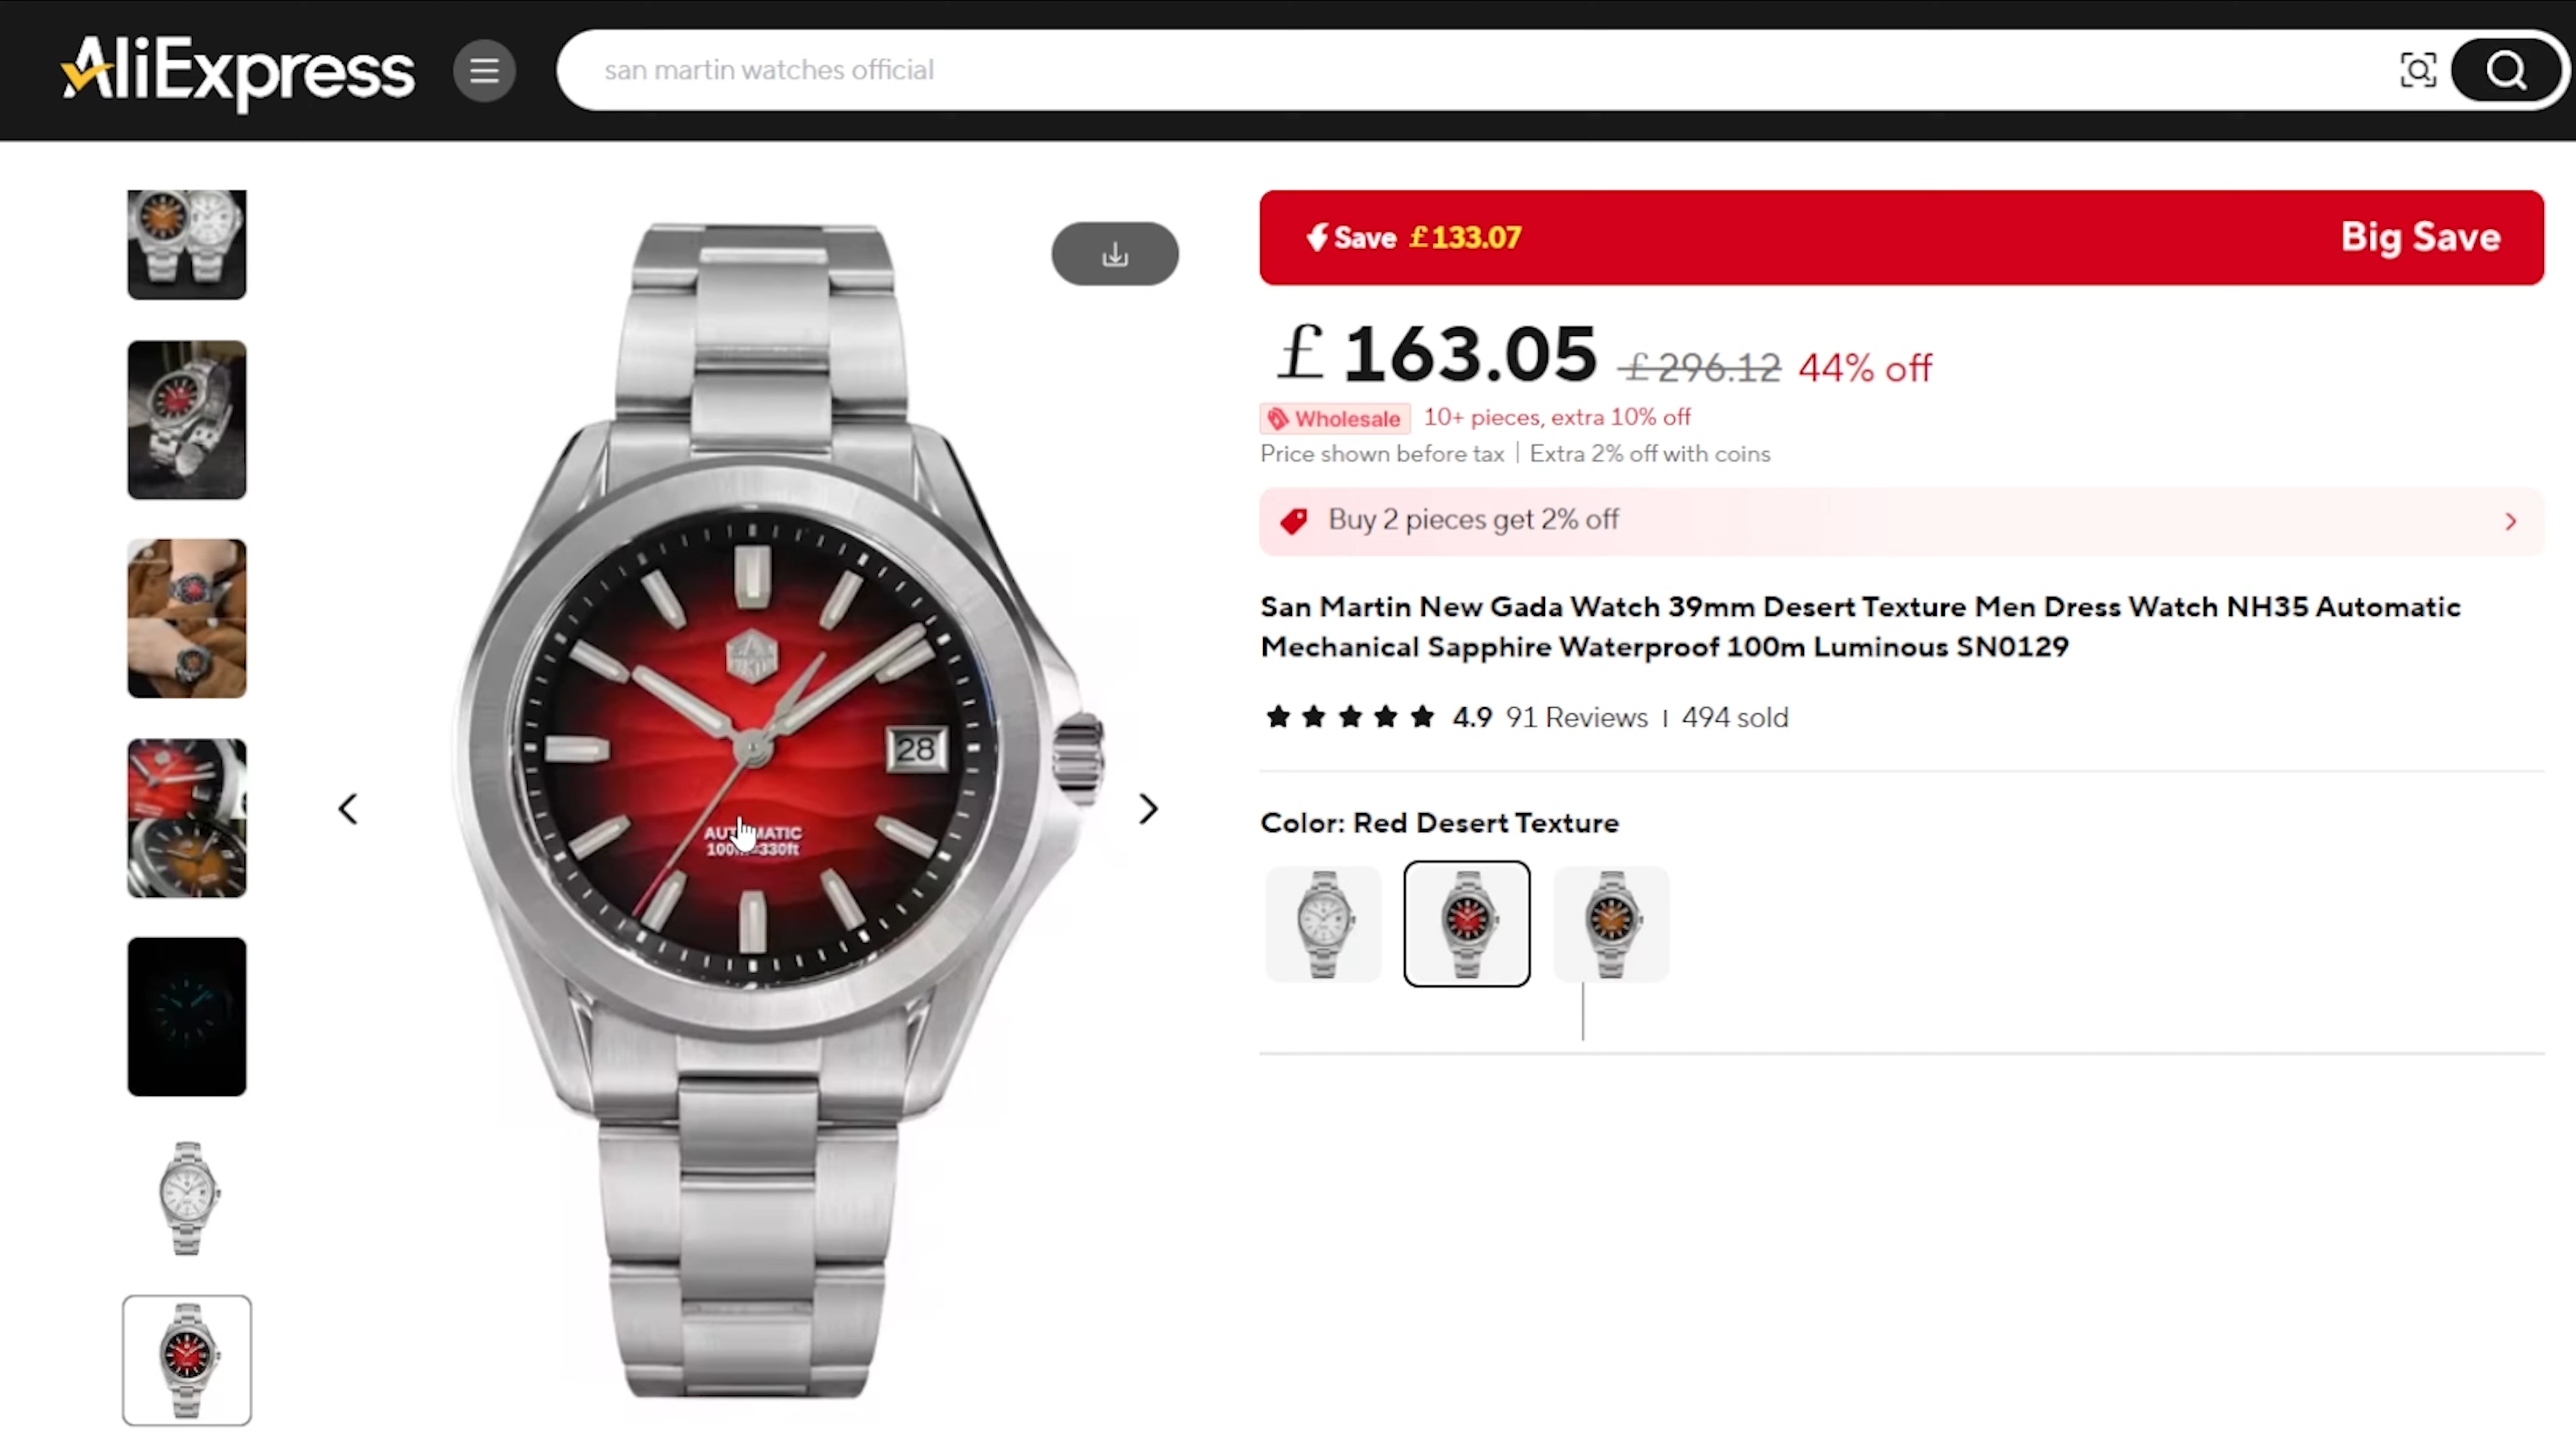 AliExpress
san martin watches official
Save £133.07
Big Save
£163.05 £296.12 44% off
Wholesale 10+ pieces, extra 10% off
Price shown before tax | Extra 2% off with coins
Buy 2 pieces get 2% off
San Martin New Gada Watch 39mm Desert Texture Men Dress Watch NH35 Automatic
Mechanical Sapphire Waterproof 100m Luminous SN0129
4.9 91 Reviews | 494 sold
28
Color: Red Desert Texture